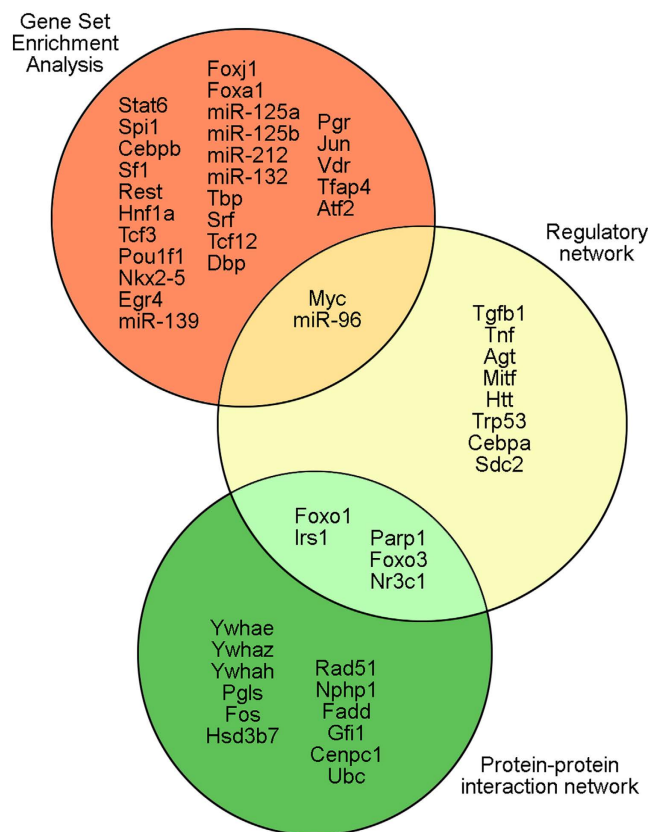 Gene Set
Enrichment
Analysis
Stat6
Spi1
Cebpb
Sf1
Rest
Hnf1a
Tcf3
Pou1f1
Nkx2-5
Egr4
miR-139
Foxj1
Foxa1
miR-125a
miR-125b
miR-212
miR-132
Tbp
Srf
Tcf12
Dbp
Pgr
Jun
Vdr
Tfap4
Atf2
Myc
miR-96
Regulatory
network
Tgfb1
Tnf
Agt
Mitf
Htt
Trp53
Cebpa
Sdc2
Foxo1
Irs1
Parp1
Foxo3
Nr3c1
Ywhae
Ywhaz
Ywhah
Pgls
Fos
Hsd3b7
Rad51
Nphp1
Fadd
Gfi1
Cenpc1
Ubc
Protein-protein
interaction network